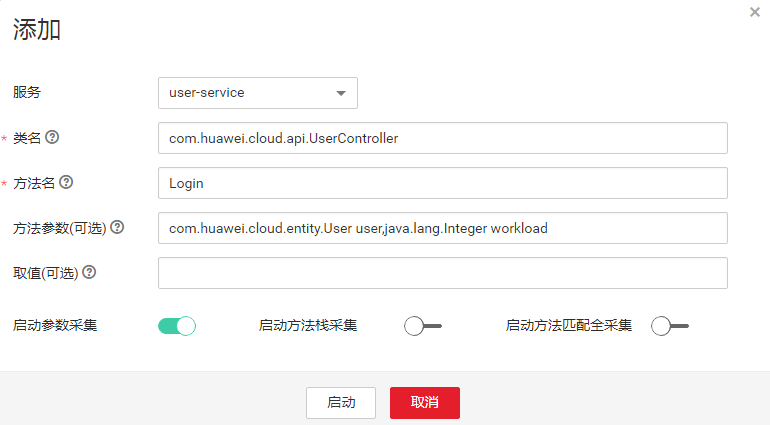 添加
服务 user-service
* 类名 com.huawei.cloud.api.UserController
* 方法名 Login
方法参数(可选) com.huawei.cloud.entity.User user,java.lang.Integer workload
取值(可选)
启动参数采集 启动方法栈采集 启动方法匹配全采集
启动 取消